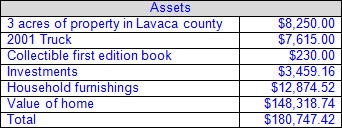 Assets
3 acres of property in Lavaca county $8,250.00
2001 Truck $7,615.00
Collectible first edition book $230.00
Investments $3,459.16
Household furnishings $12,874.52
Value of home $148,318.74
Total $180,747.42